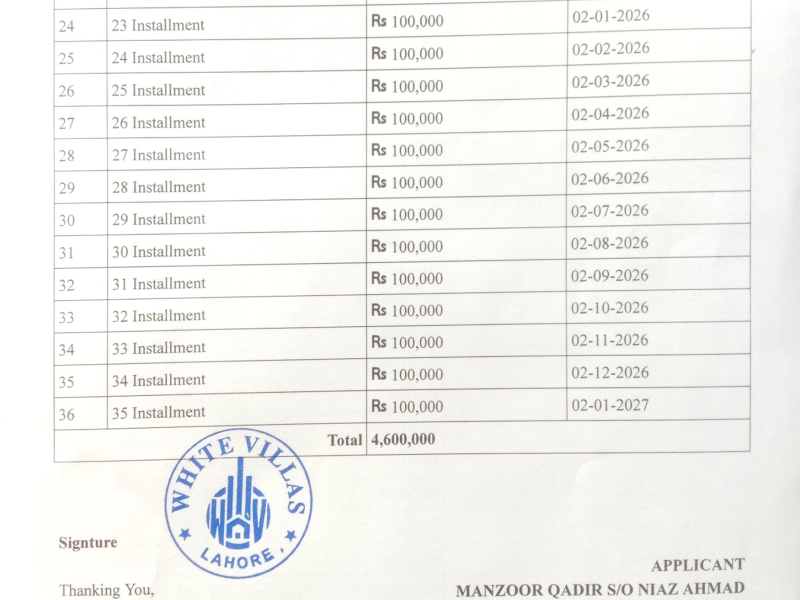 24 23 Installment Rs 100,000 02-01-2026
25 24 Installment Rs 100,000 02-02-2026
26 25 Installment Rs 100,000 02-03-2026
27 26 Installment Rs 100,000 02-04-2026
28 27 Installment Rs 100,000 02-05-2026
29 28 Installment Rs 100,000 02-06-2026
30 29 Installment Rs 100,000 02-07-2026
31 30 Installment Rs 100,000 02-08-2026
32 31 Installment Rs 100,000 02-09-2026
33 32 Installment Rs 100,000 02-10-2026
34 33 Installment Rs 100,000 02-11-2026
35 34 Installment Rs 100,000 02-12-2026
36 35 Installment Rs 100,000 02-01-2027
Total 4,600,000
WHITE VILLAS
WV
LAHORE.
Signture
APPLICANT
Thanking You,
MANZOOR QADIR S/O NIAZ AHMAD